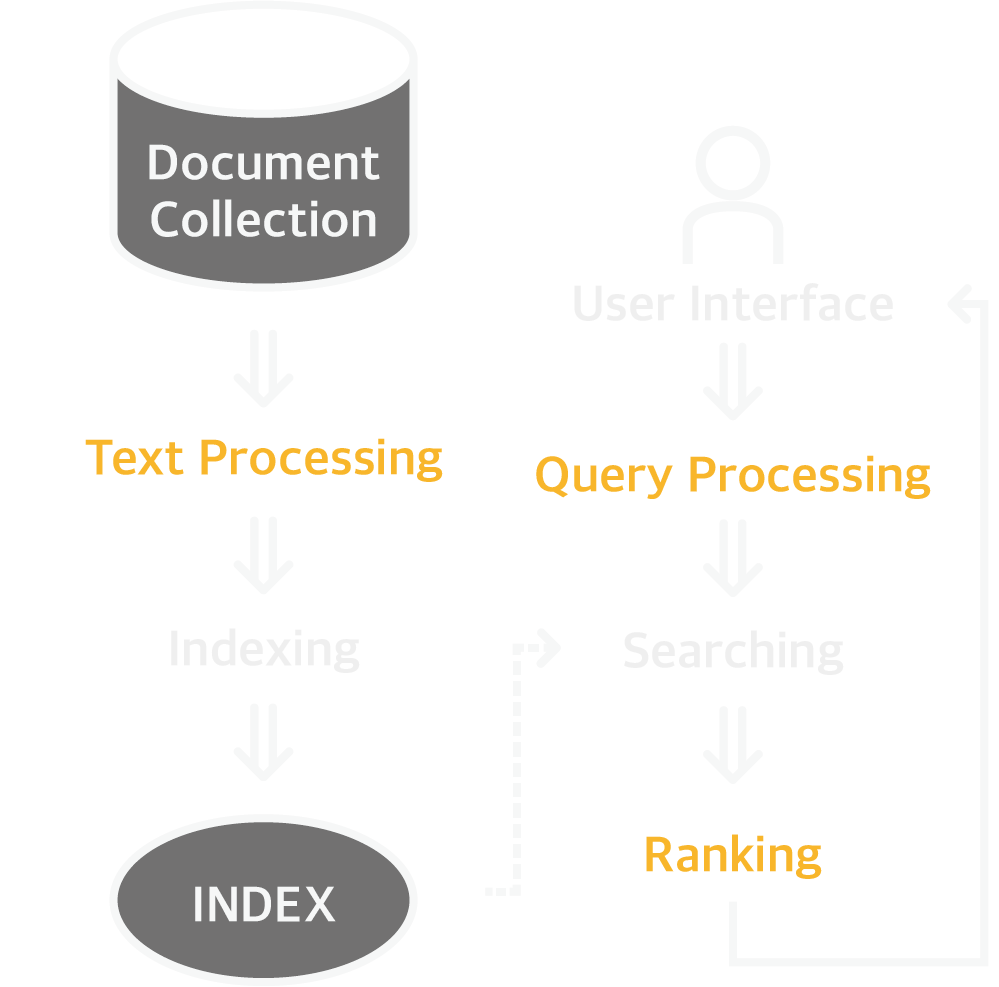 Document
Collection
Text Processing
Indexing
INDEX
User Interface
Query Processing
Searching
Ranking